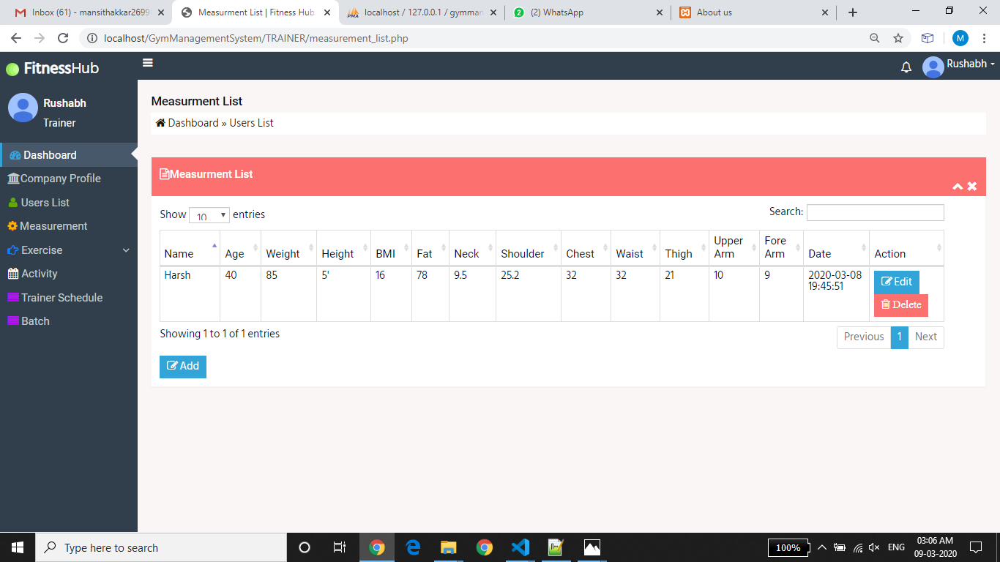 Inbox (61) - mansithakkar2699
Measurment List | Fitness Hub
PMA localhost / 127.0.0.1 / gymman
2 (2) WhatsApp
About us
localhost/GymManagementSystem/TRAINER/measurement_list.php
M
FitnessHub
Rushabh
Rushabh
Trainer
Dashboard
Company Profile
Users List
Measurement
Exercise
Activity
Trainer Schedule
Batch
Measurment List
Dashboard » Users List
Measurment List
Show 10 entries
Search:
Name Age Weight Height BMI Fat Neck Shoulder Chest Waist Thigh Upper Arm Fore Arm Date Action
Harsh 40 85 5' 16 78 9.5 25.2 32 32 21 10 9 2020-03-08 19:45:51 Edit
Delete
Showing 1 to 1 of 1 entries
Previous 1 Next
Add
Type here to search
100%
ENG
03:06 AM
09-03-2020